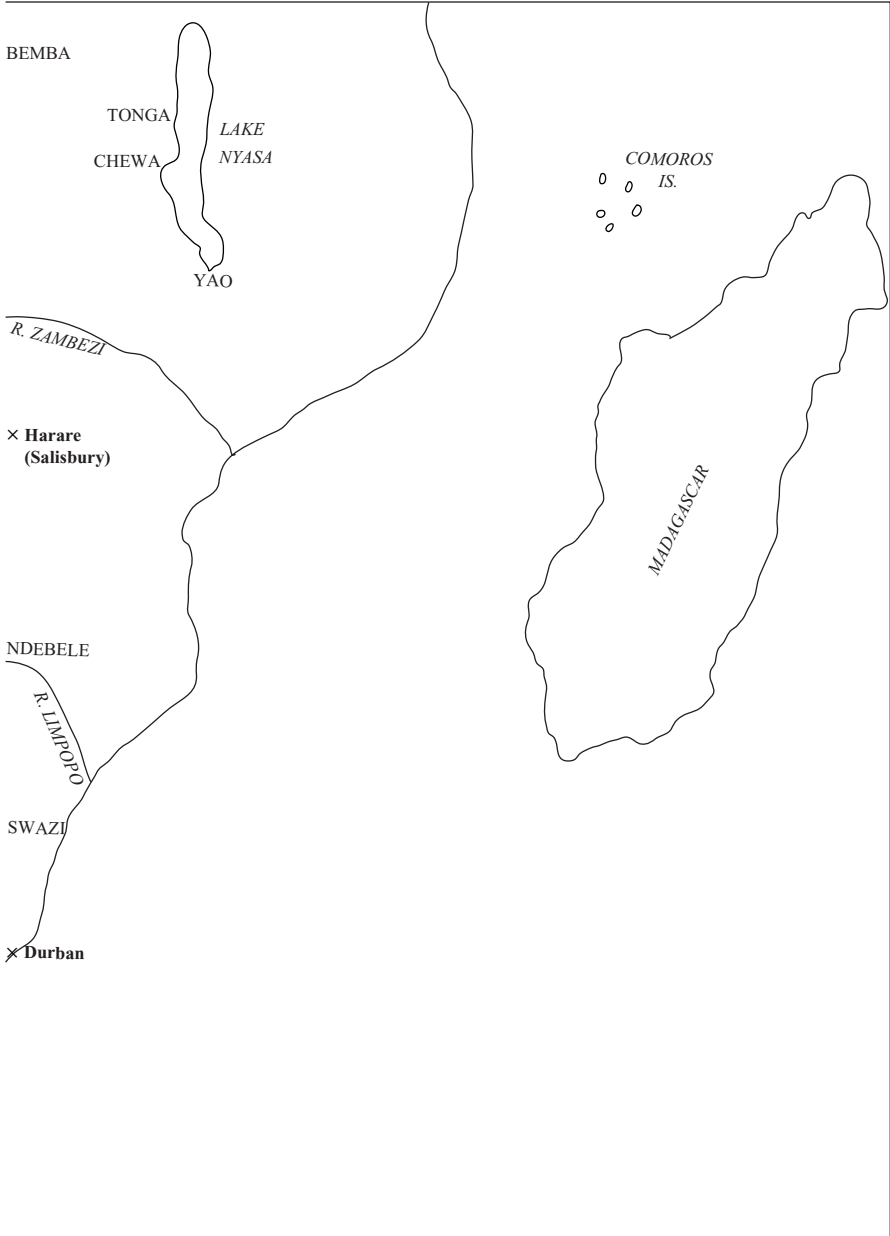 BEMBA
TONGA
LAKE
NYASA
CHEWA
COMOROS
IS.
YAO
R. ZAMBEZI
× Harare
(Salisbury)
MADAGASCAR
NDEBELE
R. LIMPOPO
SWAZI
× Durban